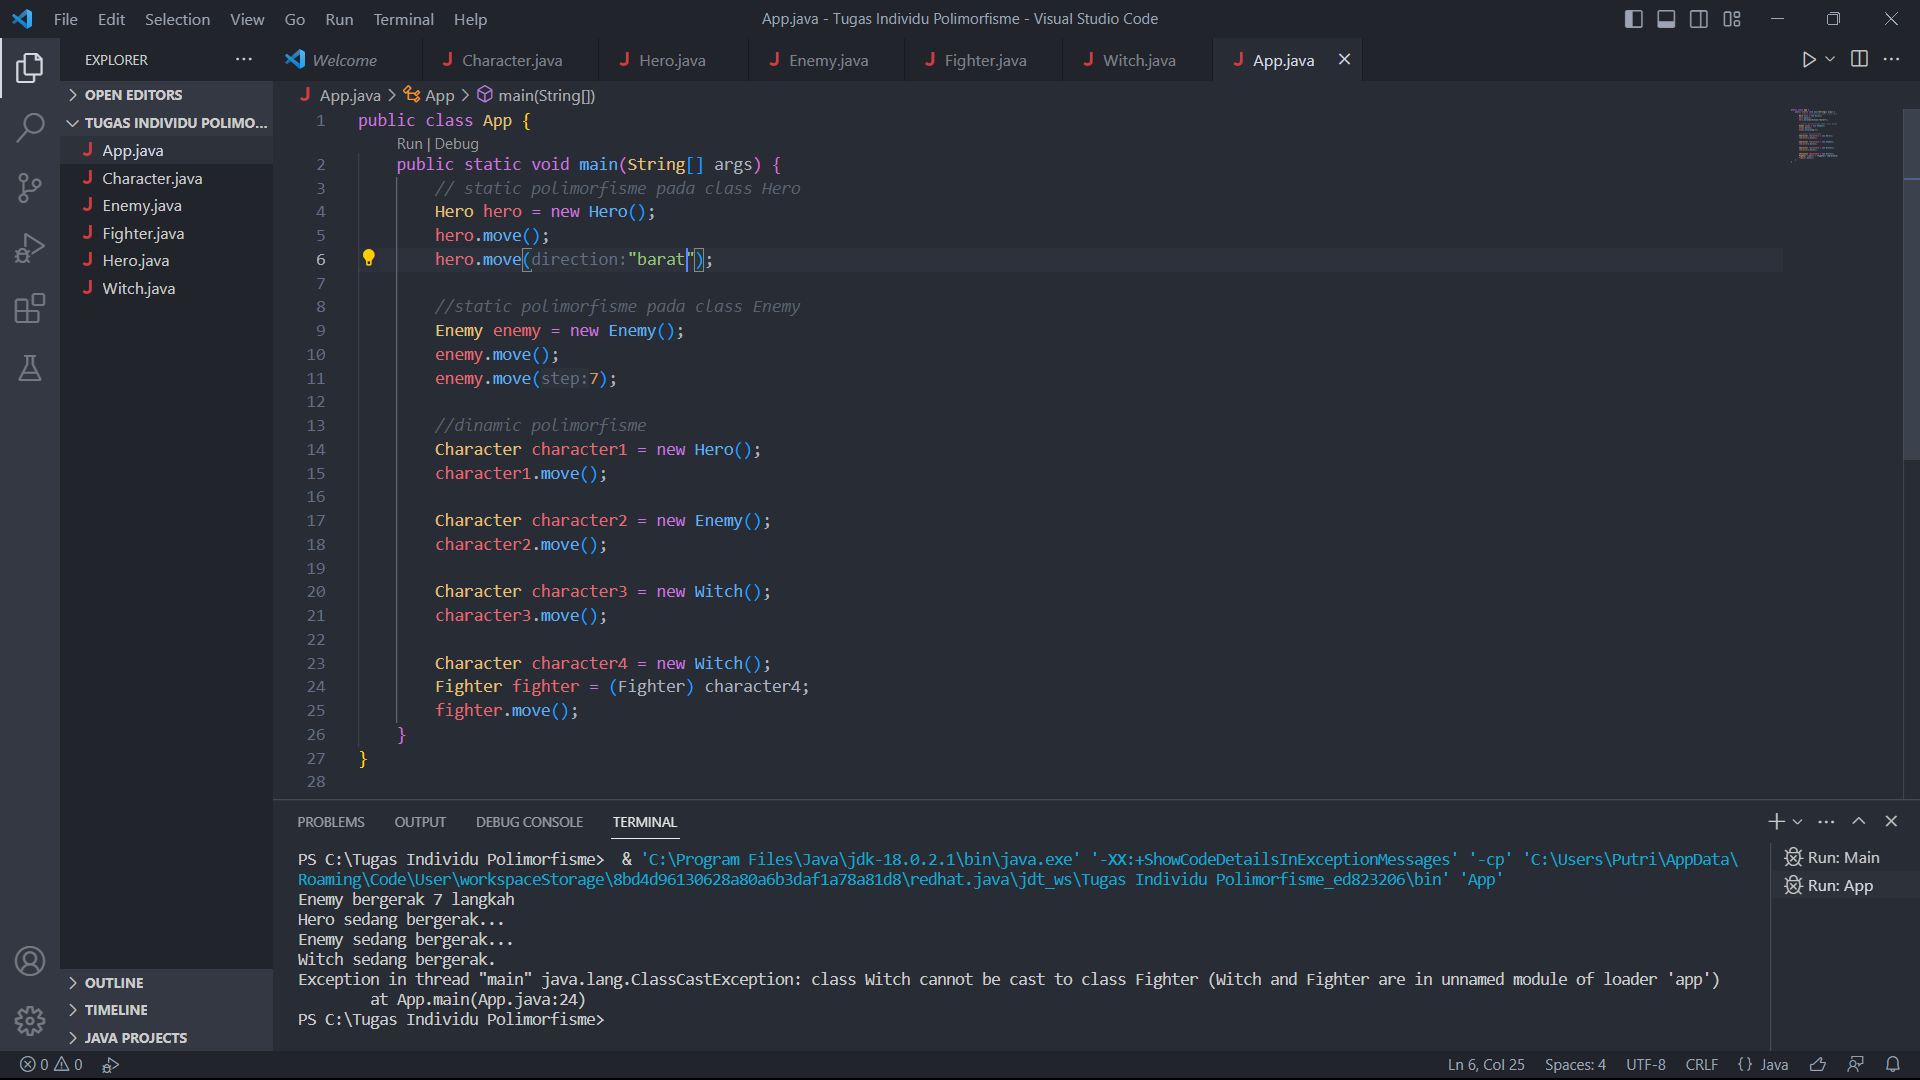 File Edit Selection View Go Run Terminal Help
App.java - Tugas Individu Polimorfisme - Visual Studio Code
EXPLORER
Welcome
Character.java
Hero.java
Enemy.java
Fighter.java
Witch.java
App.java
OPEN EDITORS
TUGAS INDIVIDU POLIMO...
App.java
Character.java
Enemy.java
Fighter.java
Hero.java
Witch.java
OUTLINE
TIMELINE
JAVA PROJECTS
App.java > App > main(String[])
1 public class App {
Run | Debug
2 public static void main(String[] args) {
3 // static polimorfisme pada class Hero
4 Hero hero = new Hero();
5 hero.move();
6 hero.move(direction:"barat");
7
8 //static polimorfisme pada class Enemy
9 Enemy enemy = new Enemy();
10 enemy.move();
11 enemy.move(step:7);
12
13 //dinamic polimorfisme
14 Character character1 = new Hero();
15 character1.move();
16
17 Character character2 = new Enemy();
18 character2.move();
19
20 Character character3 = new Witch();
21 character3.move();
22
23 Character character4 = new Witch();
24 Fighter fighter = (Fighter) character4;
25 fighter.move();
26 }
27 }
28
PROBLEMS OUTPUT DEBUG CONSOLE TERMINAL
PS C:\Tugas Individu Polimorfisme> & 'C:\Program Files\Java\jdk-18.0.2.1\bin\java.exe' '-XX:+ShowCodeDetailsInExceptionMessages' '-cp' 'C:\Users\Putri\AppData\
Roaming\Code\User\workspaceStorage\8bd4d96130628a80a6b3daf1a78a81d8\redhat.java\jdt_ws\Tugas Individu Polimorfisme_ed823206\bin' 'App'
Enemy bergerak 7 langkah
Hero sedang bergerak...
Enemy sedang bergerak...
Witch sedang bergerak.
Exception in thread "main" java.lang.ClassCastException: class Witch cannot be cast to class Fighter (Witch and Fighter are in unnamed module of loader 'app')
at App.main(App.java:24)
PS C:\Tugas Individu Polimorfisme>
Run: Main
Run: App
0 0
Ln 6, Col 25 Spaces: 4 UTF-8 CRLF {} Java